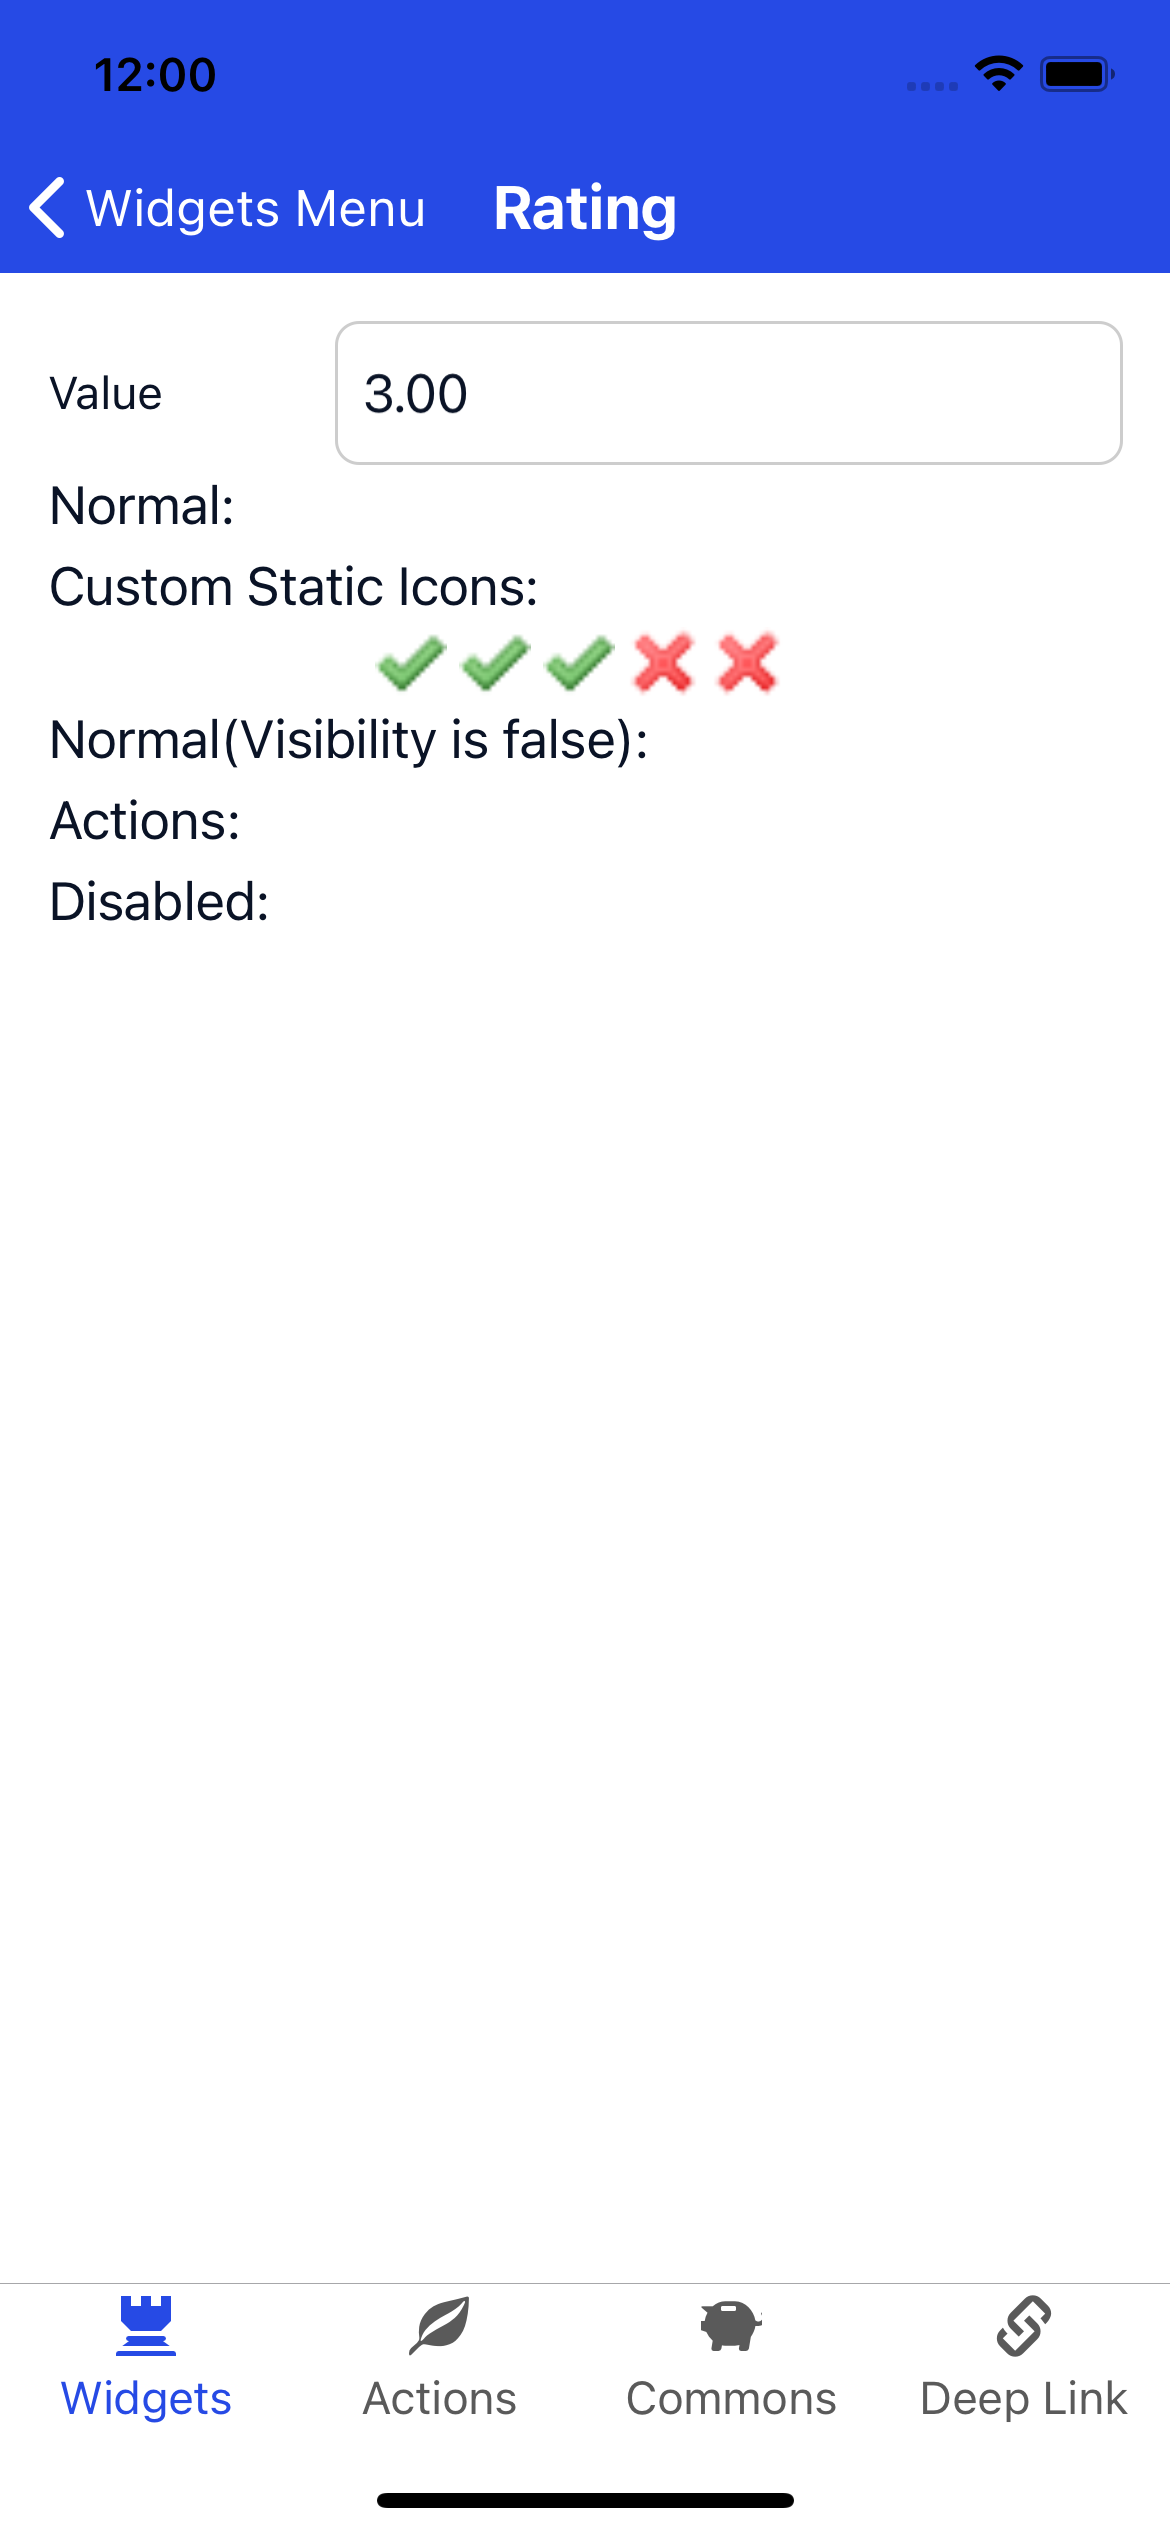 12:00
Widgets Menu Rating
Value 3.00
Normal:
Custom Static Icons:
Normal(Visibility is false):
Actions:
Disabled:
Widgets Actions Commons Deep Link